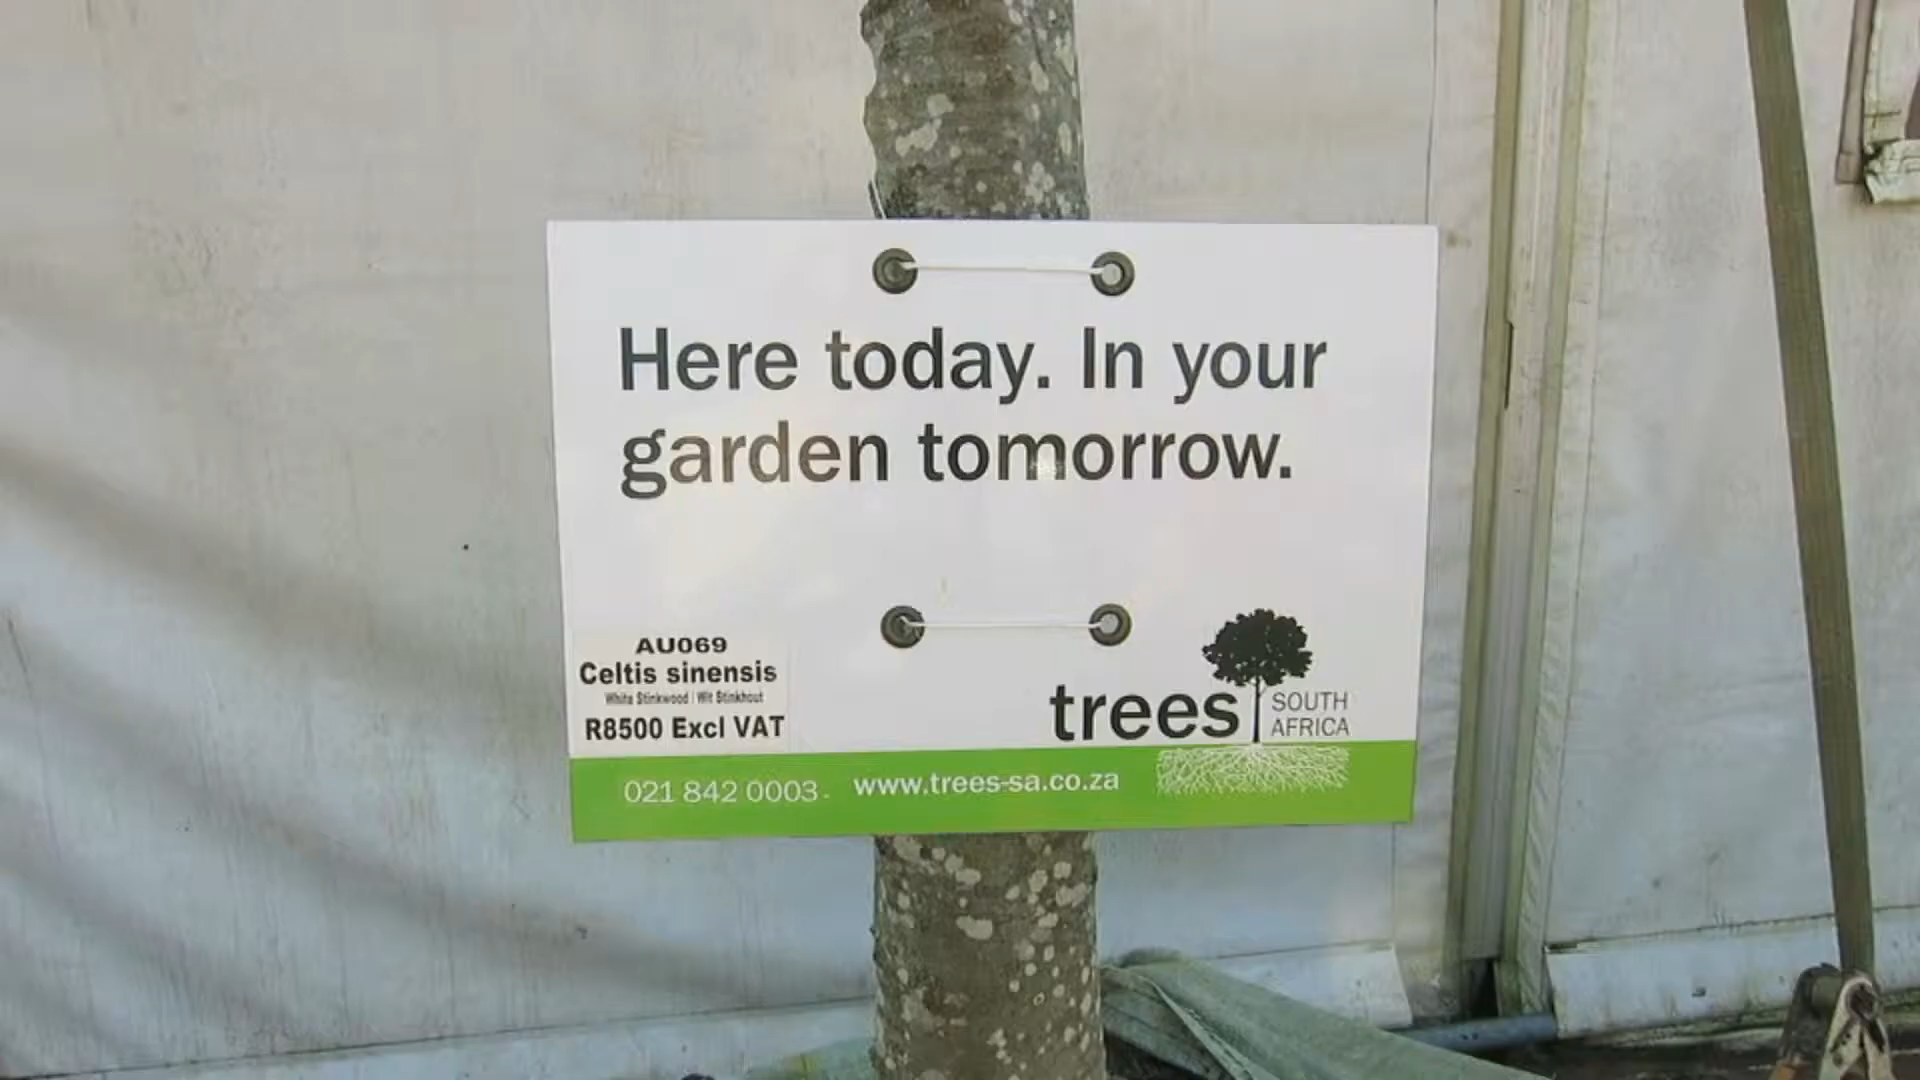 Here today. In your
garden tomorrow.
AU069
Celtis sinensis
White Stinkwood | Wit Stinkhout
R8500 Excl VAT
trees SOUTH
AFRICA
021 842 0003. www.trees-sa.co.za